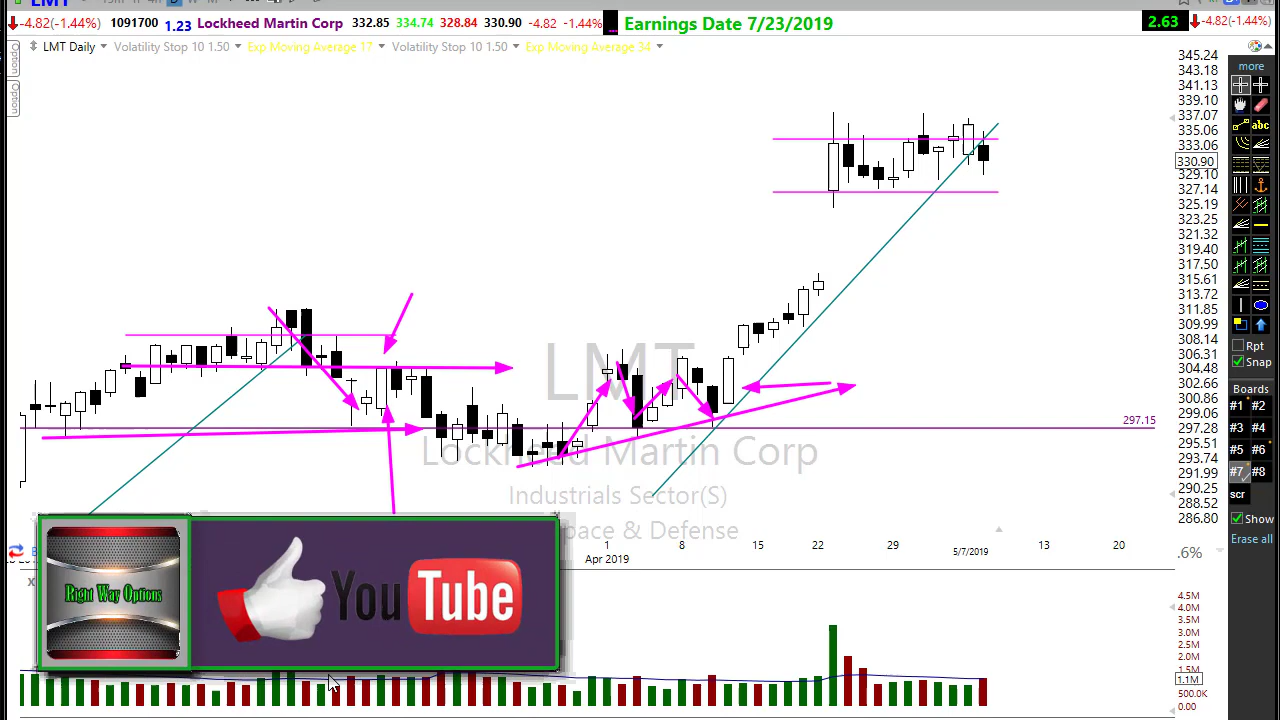 LMT
-4.82(-1.44%) 1091700 1.23 Lockheed Martin Corp 332.85 334.74 328.84 330.90 -4.82 -1.44% Earnings Date 7/23/2019 2.63 -4.82(-1.44%)
LMT Daily Volatility Stop 10 1.50 Exp Moving Average 17 Volatility Stop 10 1.50 Exp Moving Average 34
Option
Option
345.24
343.18
341.13
339.10
337.07
335.06
333.06
330.90
329.10
327.14
325.19
323.25
321.32
319.40
317.50
315.61
313.72
311.85
309.99
308.14
306.31
304.48
302.66
300.86
299.06
297.28
295.51
293.74
291.99
290.25
288.52
286.80
297.15
LMT
Lockheed Martin Corp
Industrials Sector(S)
pace & Defense
1 8 15 22 29 5/7/2019 13 20
Apr 2019
.6%
4.5M
4.0M
3.5M
3.0M
2.5M
2.0M
1.5M
1.1M
500.0K
0.00
more
abc
Rpt
Snap
Boards
#1 #2
#3 #4
#5 #6
#7 #8
scr
Show
Erase all
Right Way Options
YouTube